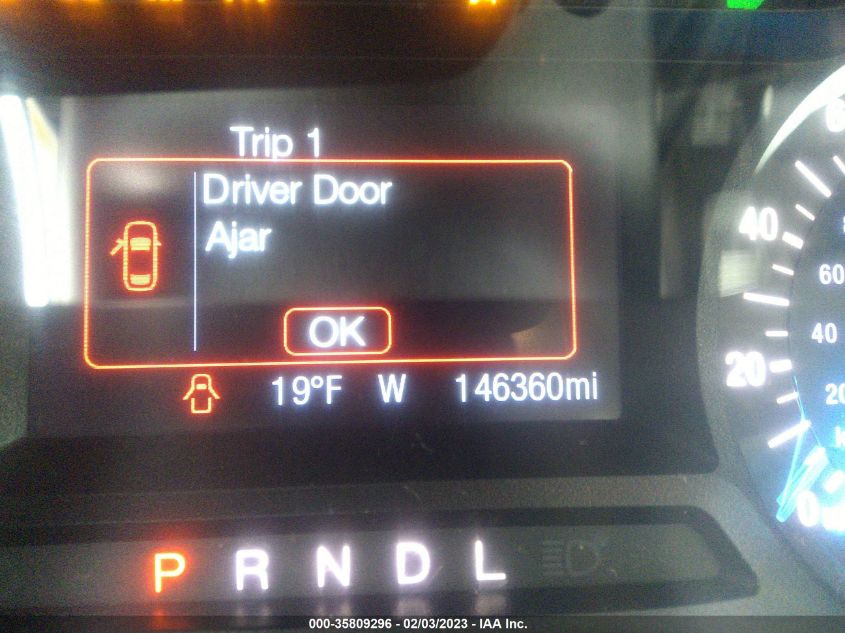 Trip 1
Driver Door
Ajar
OK
19°F W 146360mi
40
60
20
40
0
P R N D L
000-35809296 - 02/03/2023 - IAA Inc.